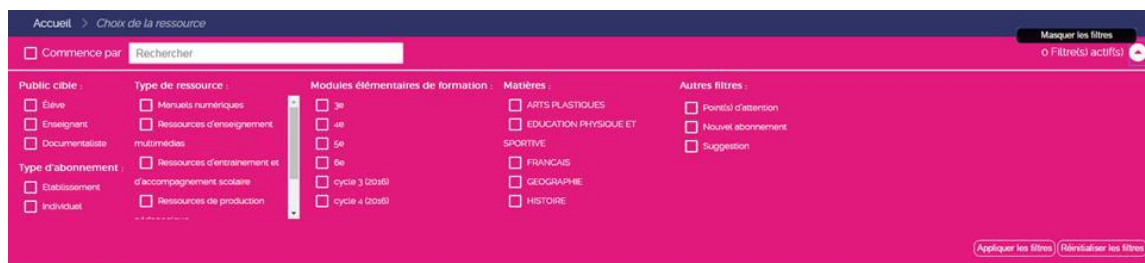 Accueil > Choix de la ressource
Masquer les filtres
Commence par Rechercher
0 Filtre(s) actif(s)
Public cible :
Élève
Enseignant
Documentaliste
Type d'abonnement :
Etablissement
Individuel
Type de ressource :
Manuels numériques
Ressources d'enseignement
multimédias
Ressources d'entrainement et
d'accompagnement scolaire
Ressources de production
Modules élémentaires de formation :
3e
4e
5e
6e
cycle 3 (2016)
cycle 4 (2016)
Matières :
ARTS PLASTIQUES
EDUCATION PHYSIQUE ET
SPORTIVE
FRANCAIS
GEOGRAPHIE
HISTOIRE
Autres filtres :
Point(s) d'attention
Nouvel abonnement
Suggestion
Appliquer les filtres Réinitialiser les filtres